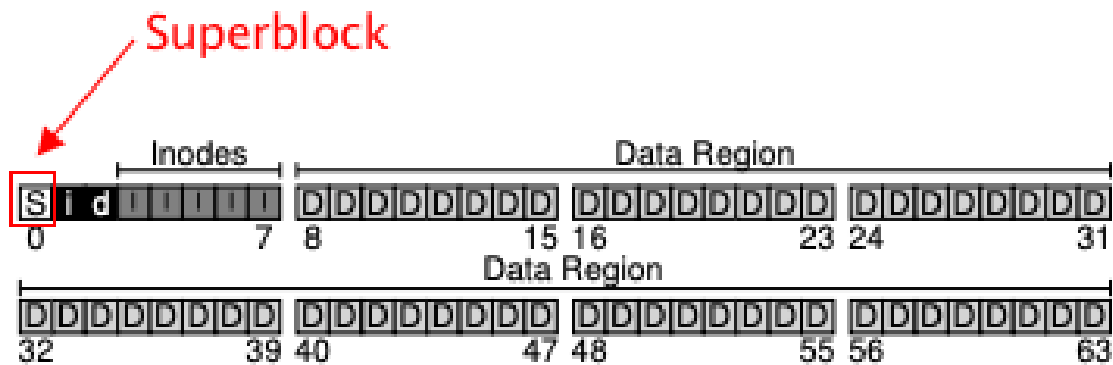 Superblock
Inodes Data Region
S i d I I I I I D D D D D D D D D D D D D D D D D D D D D D D D
0 7 8 15 16 23 24 31
Data Region
D D D D D D D D D D D D D D D D D D D D D D D D D D D D D D D D
32 39 40 47 48 55 56 63